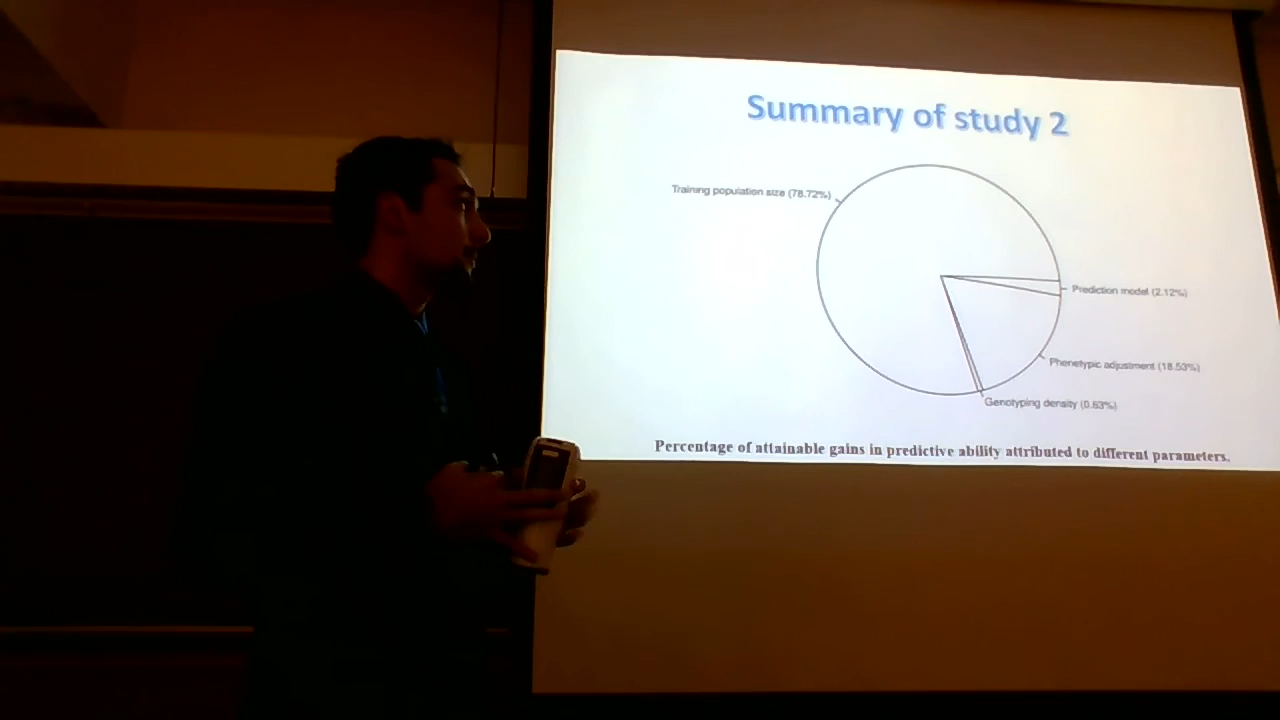 Summary of study 2
Training population size (78.72%)
Prediction model (2.12%)
Phenetypic adjustment (18.53%)
Genotyping density (0.63%)
Percentage of attainable gains in predictive ability attributed to different parameters.